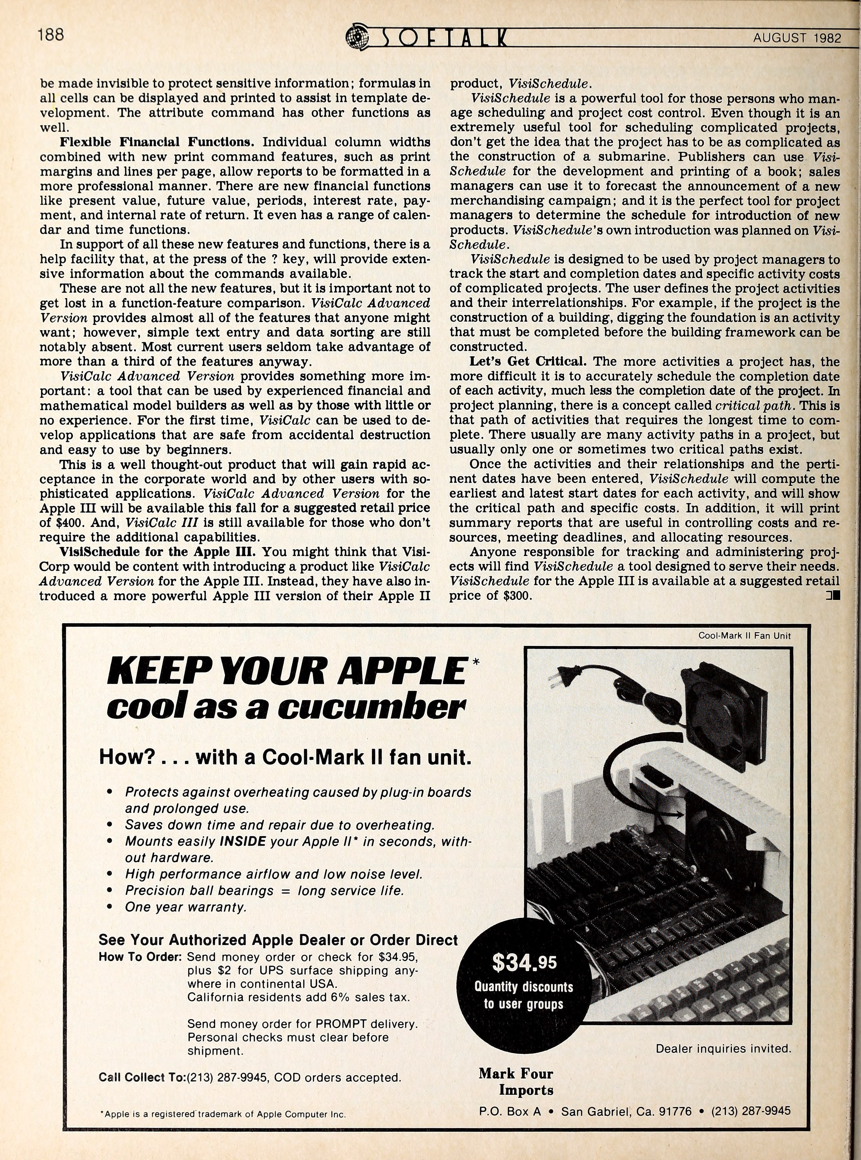 188
SOFTALK
AUGUST 1982
be made invisible to protect sensitive information; formulas in
all cells can be displayed and printed to assist in template de-
velopment. The attribute command has other functions as
well.
Flexible Financial Functions. Individual column widths
combined with new print command features, such as print
margins and lines per page, allow reports to be formatted in a
more professional manner. There are new financial functions
like present value, future value, periods, interest rate, pay-
ment, and internal rate of return. It even has a range of calen-
dar and time functions.
In support of all these new features and functions, there is a
help facility that, at the press of the ? key, will provide exten-
sive information about the commands available.
These are not all the new features, but it is important not to
get lost in a function-feature comparison. VisiCalc Advanced
Version provides almost all of the features that anyone might
want; however, simple text entry and data sorting are still
notably absent. Most current users seldom take advantage of
more than a third of the features anyway.
VisiCalc Advanced Version provides something more im-
portant: a tool that can be used by experienced financial and
mathematical model builders as well as by those with little or
no experience. For the first time, VisiCalc can be used to de-
velop applications that are safe from accidental destruction
and easy to use by beginners.
This is a well thought-out product that will gain rapid ac-
ceptance in the corporate world and by other users with so-
phisticated applications. VisiCalc Advanced Version for the
Apple III will be available this fall for a suggested retail price
of $400. And, VisiCalc III is still available for those who don't
require the additional capabilities.
VisiSchedule for the Apple III. You might think that Visi-
Corp would be content with introducing a product like VisiCalc
Advanced Version for the Apple III. Instead, they have also in-
troduced a more powerful Apple III version of their Apple II
product, VisiSchedule.
VisiSchedule is a powerful tool for those persons who man-
age scheduling and project cost control. Even though it is an
extremely useful tool for scheduling complicated projects,
don't get the idea that the project has to be as complicated as
the construction of a submarine. Publishers can use Visi-
Schedule for the development and printing of a book; sales
managers can use it to forecast the announcement of a new
merchandising campaign; and it is the perfect tool for project
managers to determine the schedule for introduction of new
products. VisiSchedule's own introduction was planned on Visi-
Schedule.
VisiSchedule is designed to be used by project managers to
track the start and completion dates and specific activity costs
of complicated projects. The user defines the project activities
and their interrelationships. For example, if the project is the
construction of a building, digging the foundation is an activity
that must be completed before the building framework can be
constructed.
Let's Get Critical. The more activities a project has, the
more difficult it is to accurately schedule the completion date
of each activity, much less the completion date of the project. In
project planning, there is a concept called critical path. This is
that path of activities that requires the longest time to com-
plete. There usually are many activity paths in a project, but
usually only one or sometimes two critical paths exist.
Once the activities and their relationships and the perti-
nent dates have been entered, VisiSchedule will compute the
earliest and latest start dates for each activity, and will show
the critical path and specific costs. In addition, it will print
summary reports that are useful in controlling costs and re-
sources, meeting deadlines, and allocating resources.
Anyone responsible for tracking and administering proj-
ects will find VisiSchedule a tool designed to serve their needs.
VisiSchedule for the Apple III is available at a suggested retail
price of $300.
Cool-Mark II Fan Unit
KEEP YOUR APPLE*
cool as a cucumber
How? . . . with a Cool-Mark II fan unit.
• Protects against overheating caused by plug-in boards
and prolonged use.
• Saves down time and repair due to overheating.
• Mounts easily INSIDE your Apple II* in seconds, with-
out hardware.
• High performance airflow and low noise level.
• Precision ball bearings = long service life.
• One year warranty.
See Your Authorized Apple Dealer or Order Direct
How To Order: Send money order or check for $34.95,
plus $2 for UPS surface shipping any-
where in continental USA.
California residents add 6% sales tax.
Send money order for PROMPT delivery.
Personal checks must clear before
shipment.
Call Collect To:(213) 287-9945, COD orders accepted.
*Apple is a registered trademark of Apple Computer Inc.
$34.95
Quantity discounts
to user groups
Dealer inquiries invited.
Mark Four
Imports
P.O. Box A • San Gabriel, Ca. 91776 • (213) 287-9945